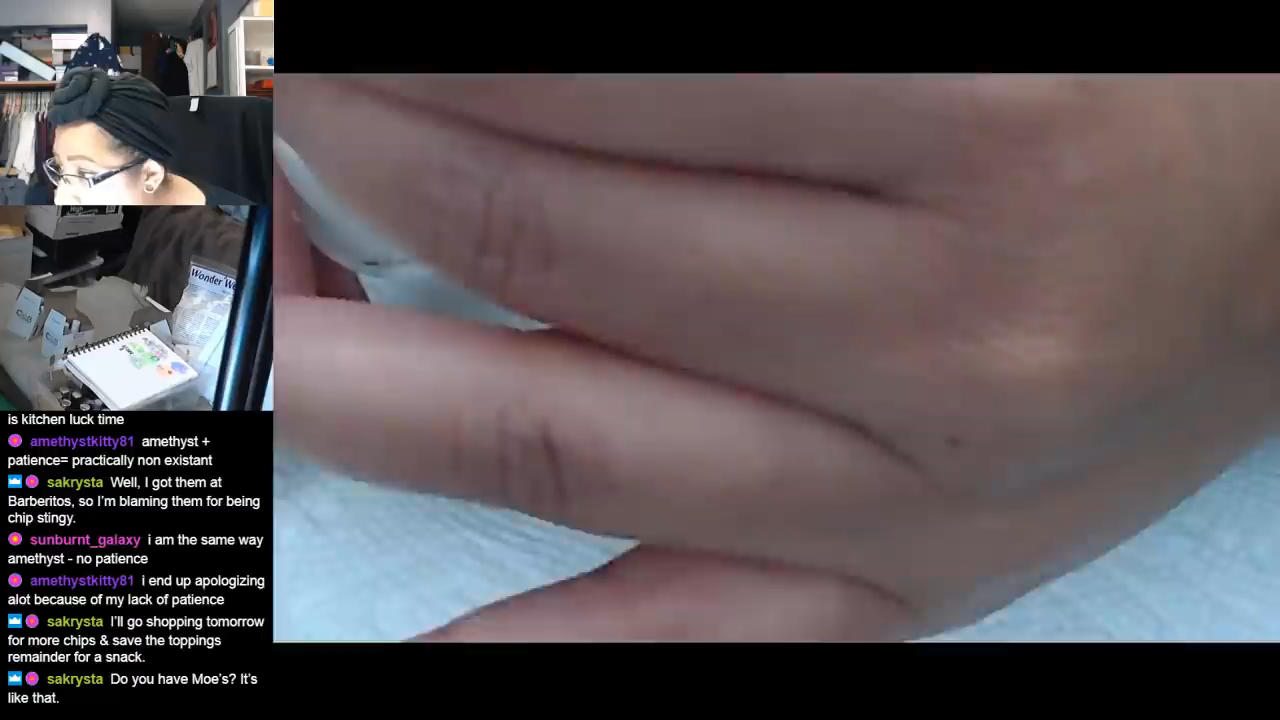 Wonder We
is kitchen luck time
amethystkitty81 amethyst +
patience= practically non existant
sakrysta Well, I got them at
Barberitos, so I'm blaming them for being
chip stingy.
sunburnt_galaxy i am the same way
amethyst - no patience
amethystkitty81 i end up apologizing
alot because of my lack of patience
sakrysta I'll go shopping tomorrow
for more chips & save the toppings
remainder for a snack.
sakrysta Do you have Moe's? It's
like that.